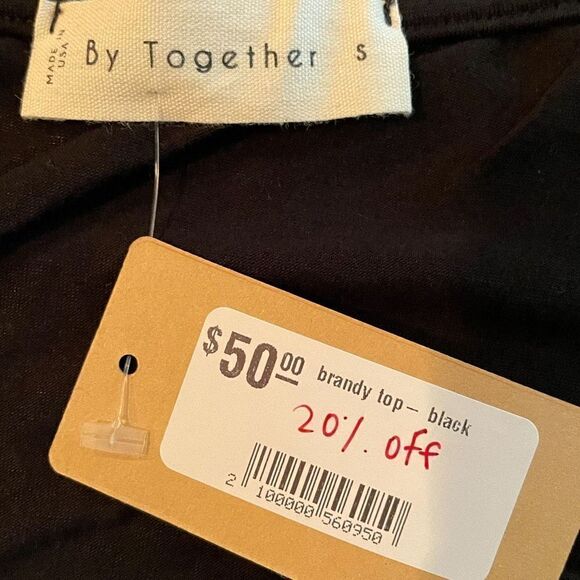 MADE IN
USA
By Together S
$50.00 brandy top - black
20% off
2 100000 560950